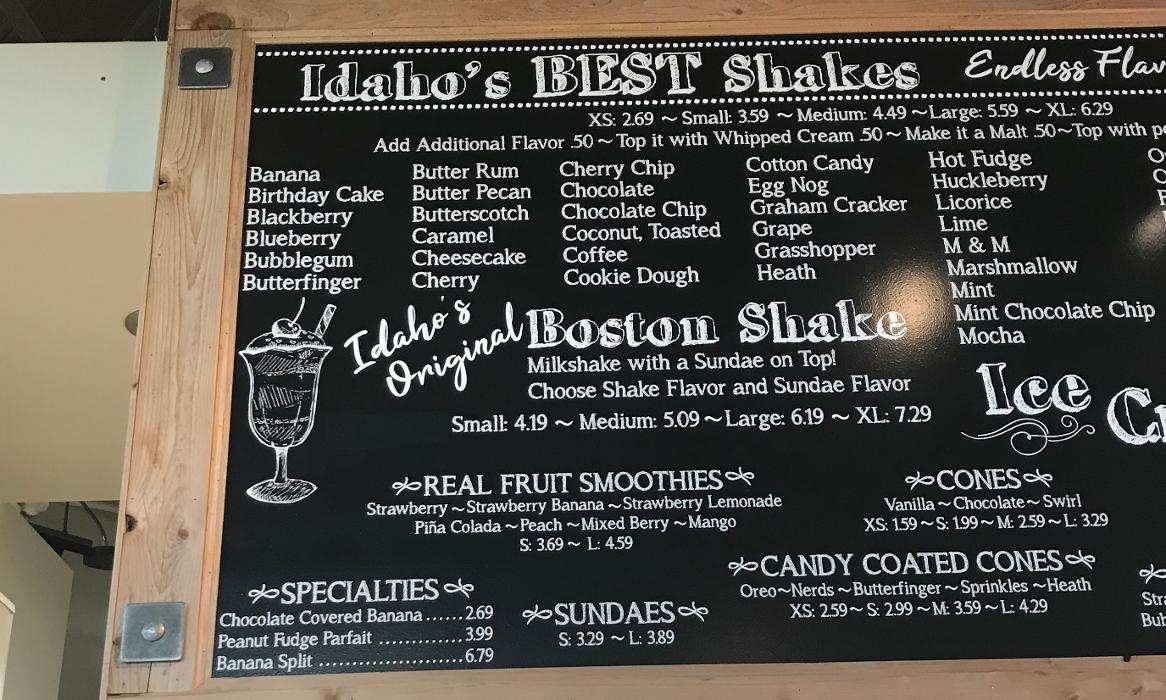 Idaho's BEST Shakes Endless
XS: 2.69 ~ Small: 3.59 ~ Medium: 4.49 ~ Large: 5.59 ~ XL: 6.29
Add Additional Flavor .50 ~ Top it with Whipped Cream .50 ~ Make it a Malt .50 ~ Top with
Banana
Birthday Cake
Blackberry
Blueberry
Bubblegum
Butterfinger
Butter Rum
Butter Pecan
Butterscotch
Caramel
Cheesecake
Cherry
Cherry Chip
Chocolate
Chocolate Chip
Coconut, Toasted
Coffee
Cookie Dough
Cotton Candy
Egg Nog
Graham Cracker
Grape
Grasshopper
Heath
Hot Fudge
Huckleberry
Licorice
Lime
M & M
Marshmallow
Mint
Mint Chocolate Chip
Mocha
Idaho's
Original
Boston Shake
Milkshake with a Sundae on Top!
Choose Shake Flavor and Sundae Flavor
Small: 4.19 ~ Medium: 5.09 ~ Large: 6.19 ~ XL: 7.29
Ice
REAL FRUIT SMOOTHIES
Strawberry ~ Strawberry Banana ~ Strawberry Lemonade
Piña Colada ~ Peach ~ Mixed Berry ~ Mango
S: 3.69 ~ L: 4.59
CONES
Vanilla ~ Chocolate ~ Swirl
XS: 1.59 ~ S: 1.99 ~ M: 2.59 ~ L: 3.29
CANDY COATED CONES
Oreo ~ Nerds ~ Butterfinger ~ Sprinkles ~ Heath
XS: 2.59 ~ S: 2.99 ~ M: 3.59 ~ L: 4.29
SPECIALTIES
Chocolate Covered Banana ......2.69
Peanut Fudge Parfait .............3.99
Banana Split ......................6.79
SUNDAES
S: 3.29 ~ L: 3.89